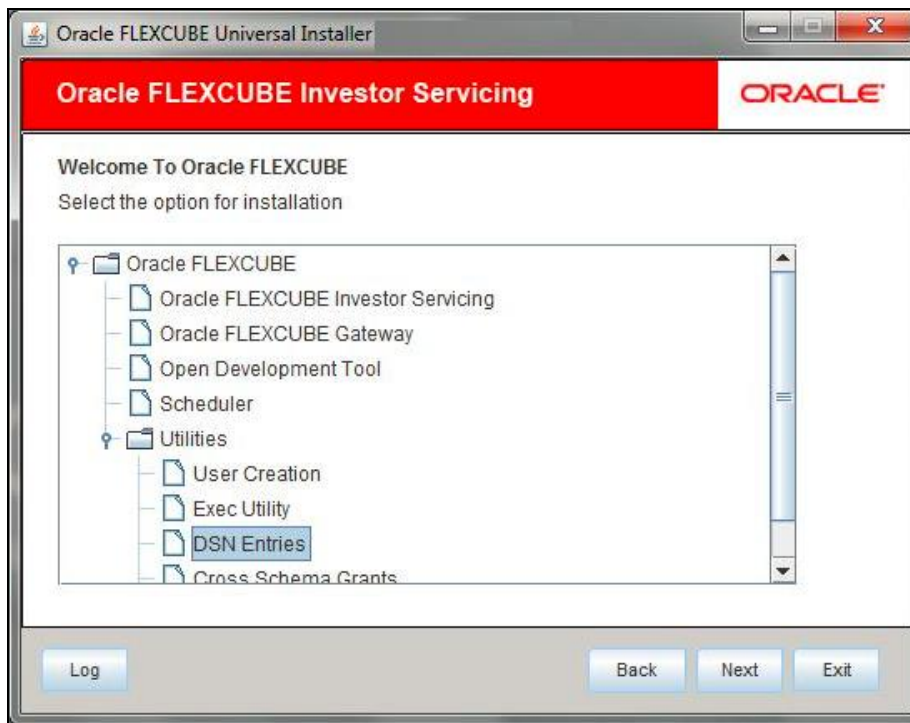 Oracle FLEXCUBE Universal Installer
Oracle FLEXCUBE Investor Servicing ORACLE
Welcome To Oracle FLEXCUBE
Select the option for installation
Oracle FLEXCUBE
Oracle FLEXCUBE Investor Servicing
Oracle FLEXCUBE Gateway
Open Development Tool
Scheduler
Utilities
User Creation
Exec Utility
DSN Entries
Cross Schema Grants
Log Back Next Exit